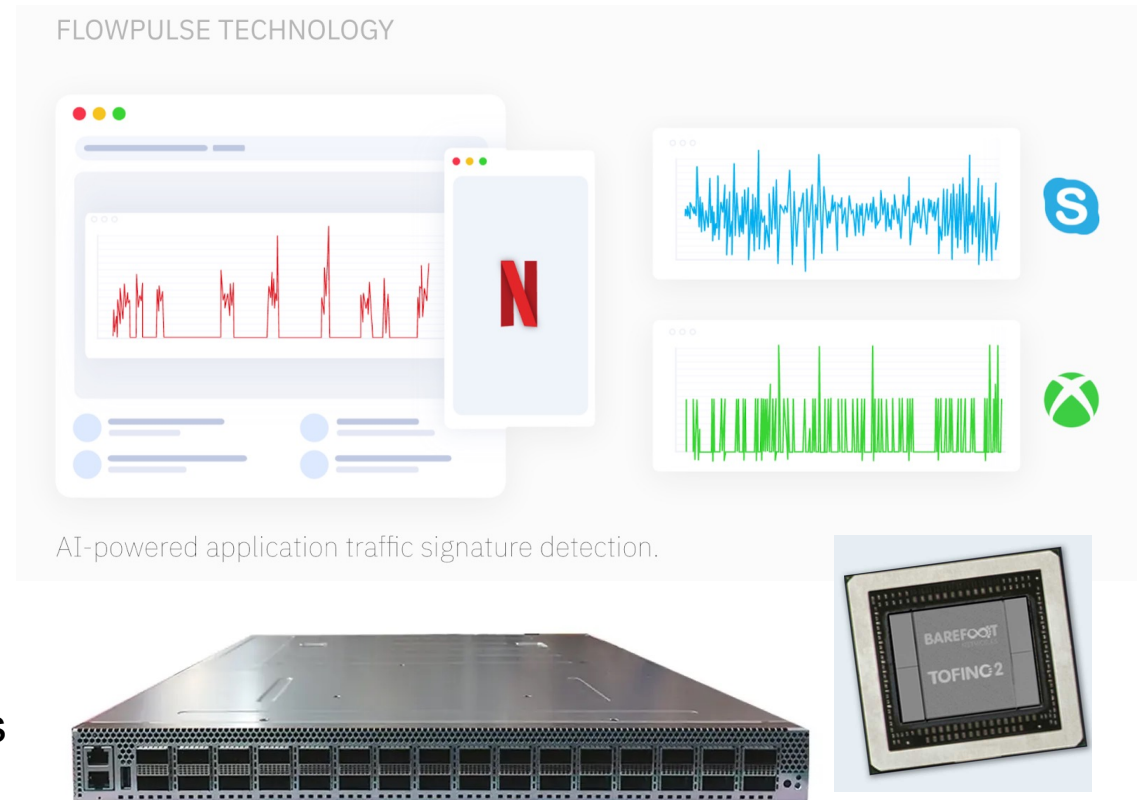 FLOWPULSE TECHNOLOGY
N
S
AI-powered application traffic signature detection.
BAREFOOT
TOFINO 2
s